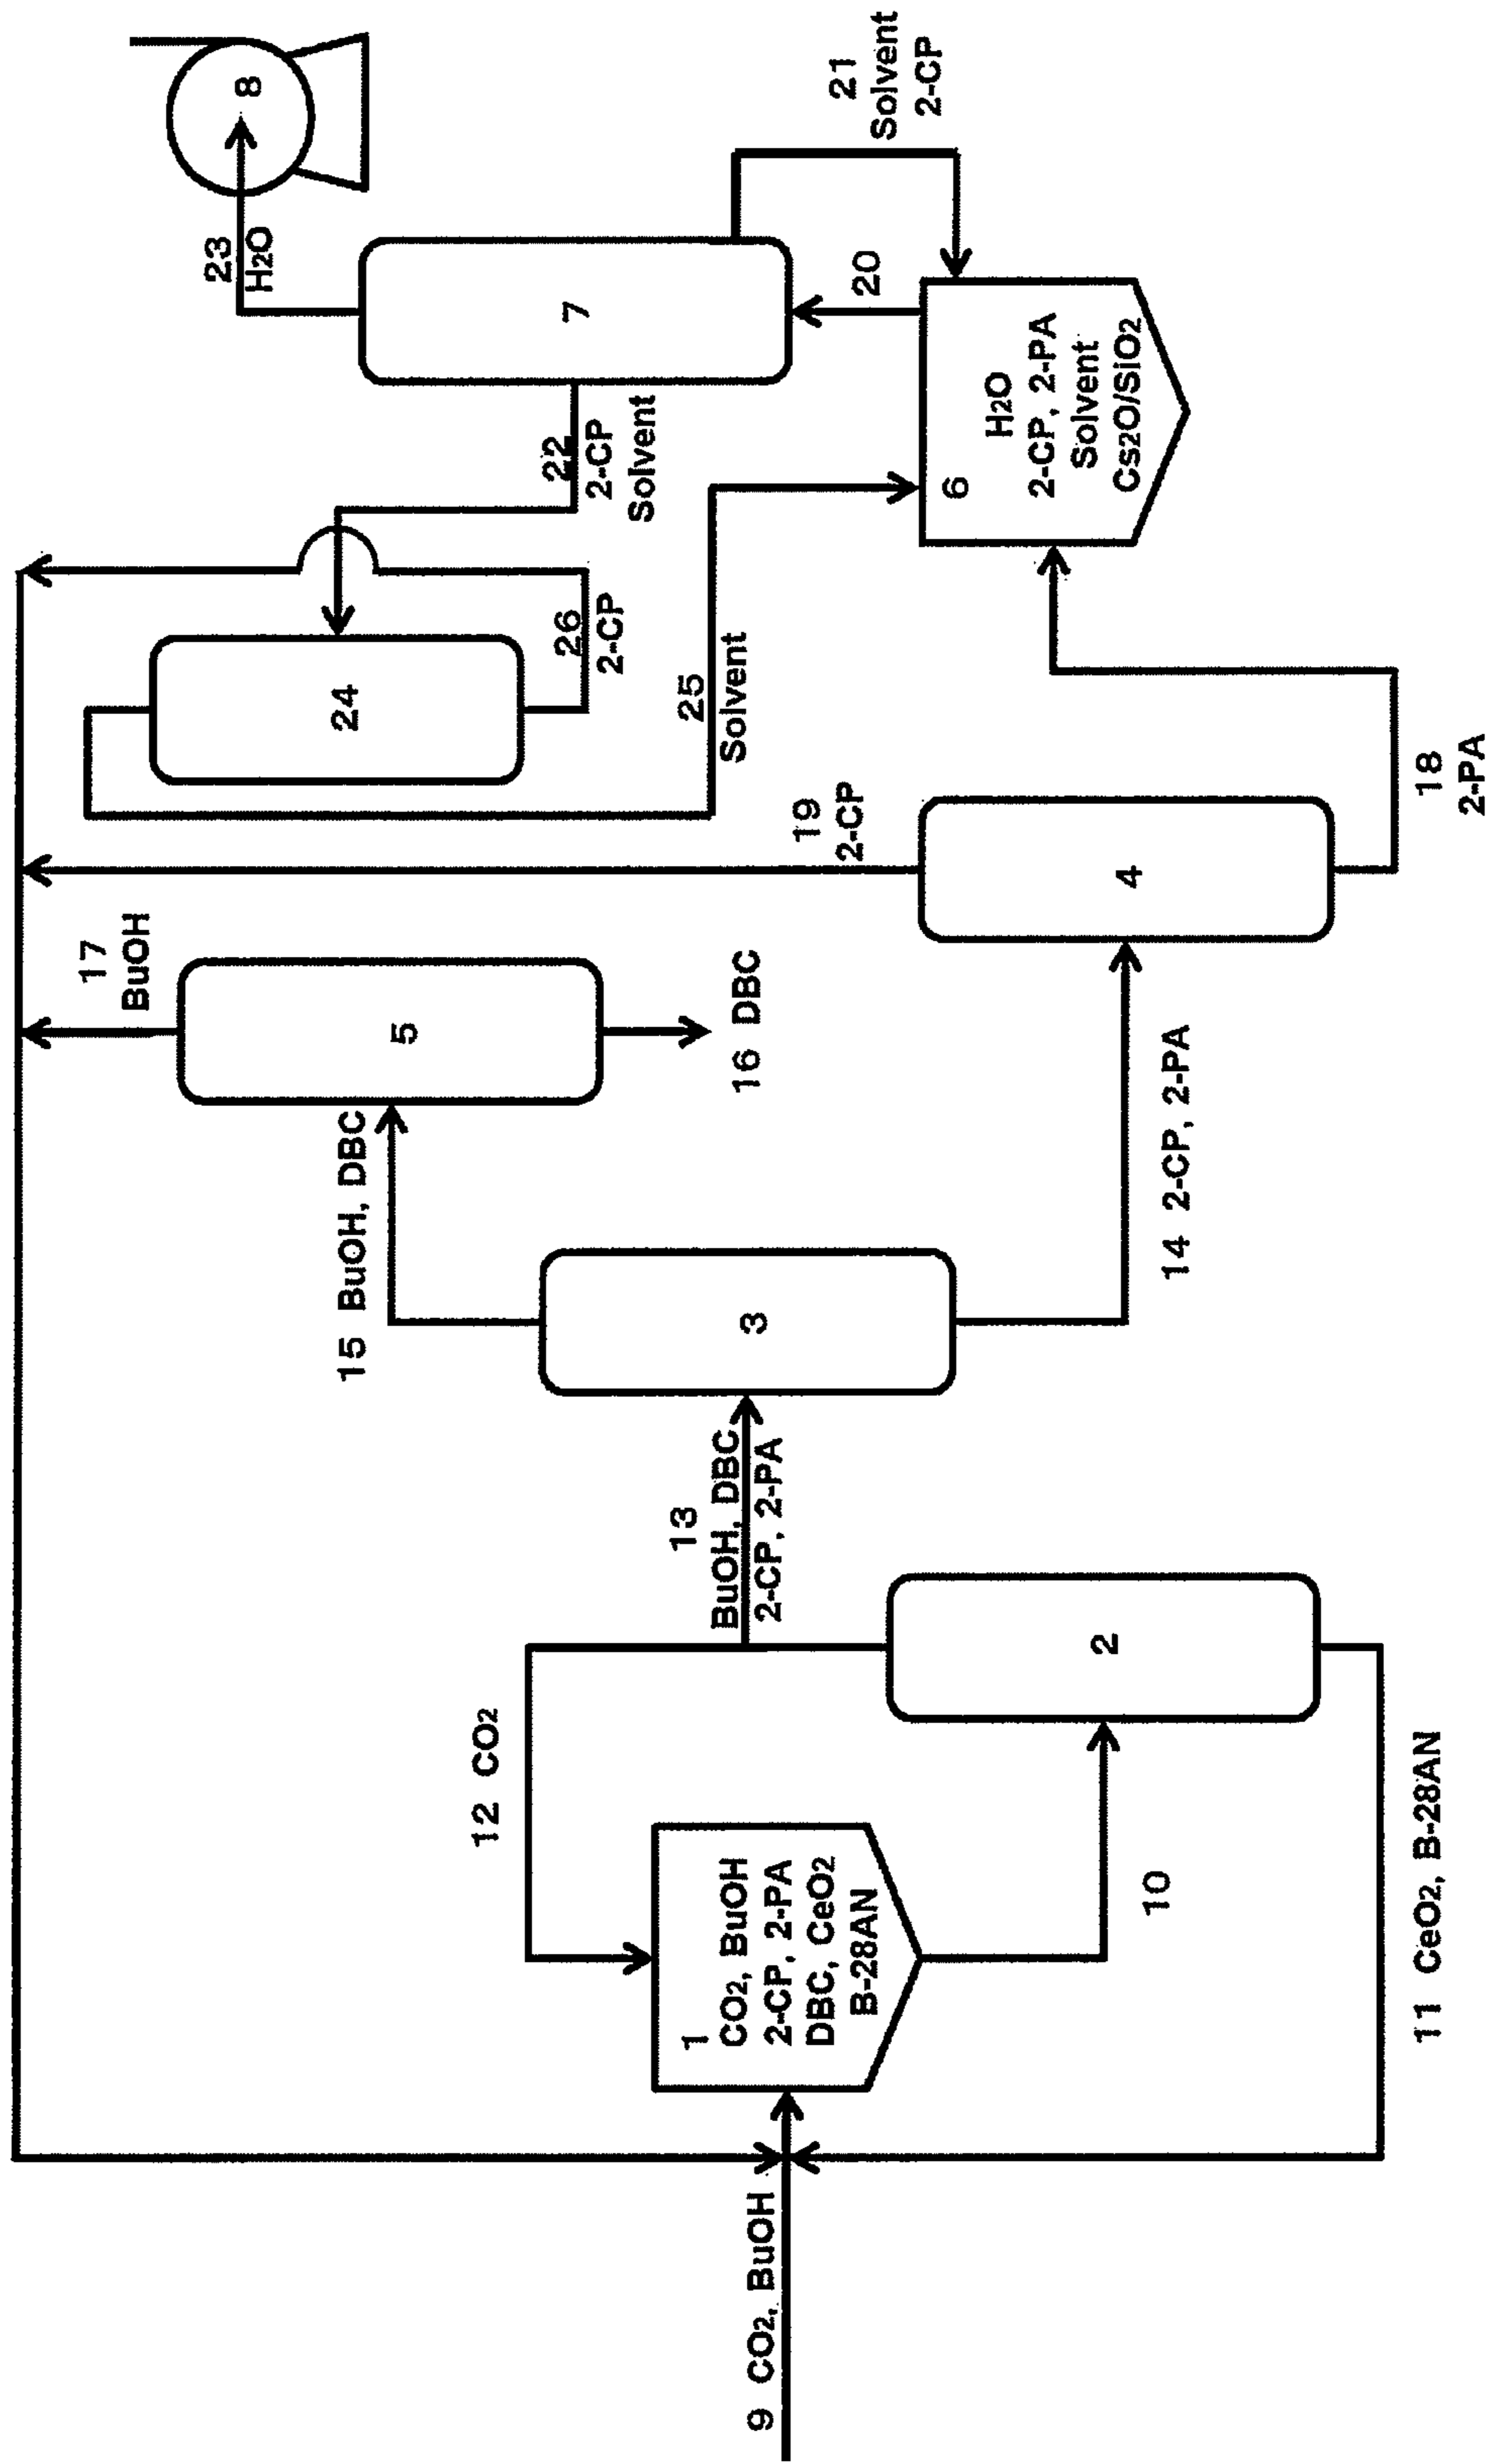 9 CO2, BuOH
1
CO2, BuOH
2-CP, 2-PA
DBC, CeO2
B-28AN
12 CO2
10
11 CeO2, B-28AN
2
13
BuOH, DBC
2-CP, 2-PA
3
15 BuOH, DBC
14 2-CP, 2-PA
5
17
BuOH
16 DBC
4
19
2-CP
18
2-PA
24
25
Solvent
26
2-CP
22
2-CP
Solvent
6
H2O
2-CP, 2-PA
Solvent
Cs2O/SiO2
20
7
23
H2O
8
21
Solvent
2-CP